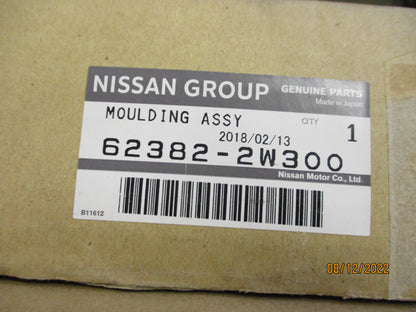 NISSAN GROUP GENUINE PARTS
Made in Japan
MOULDING ASSY QTY 1
2018/02/13
62382-2W300
Nissan Motor Co., Ltd.
B11612
08/12/2022